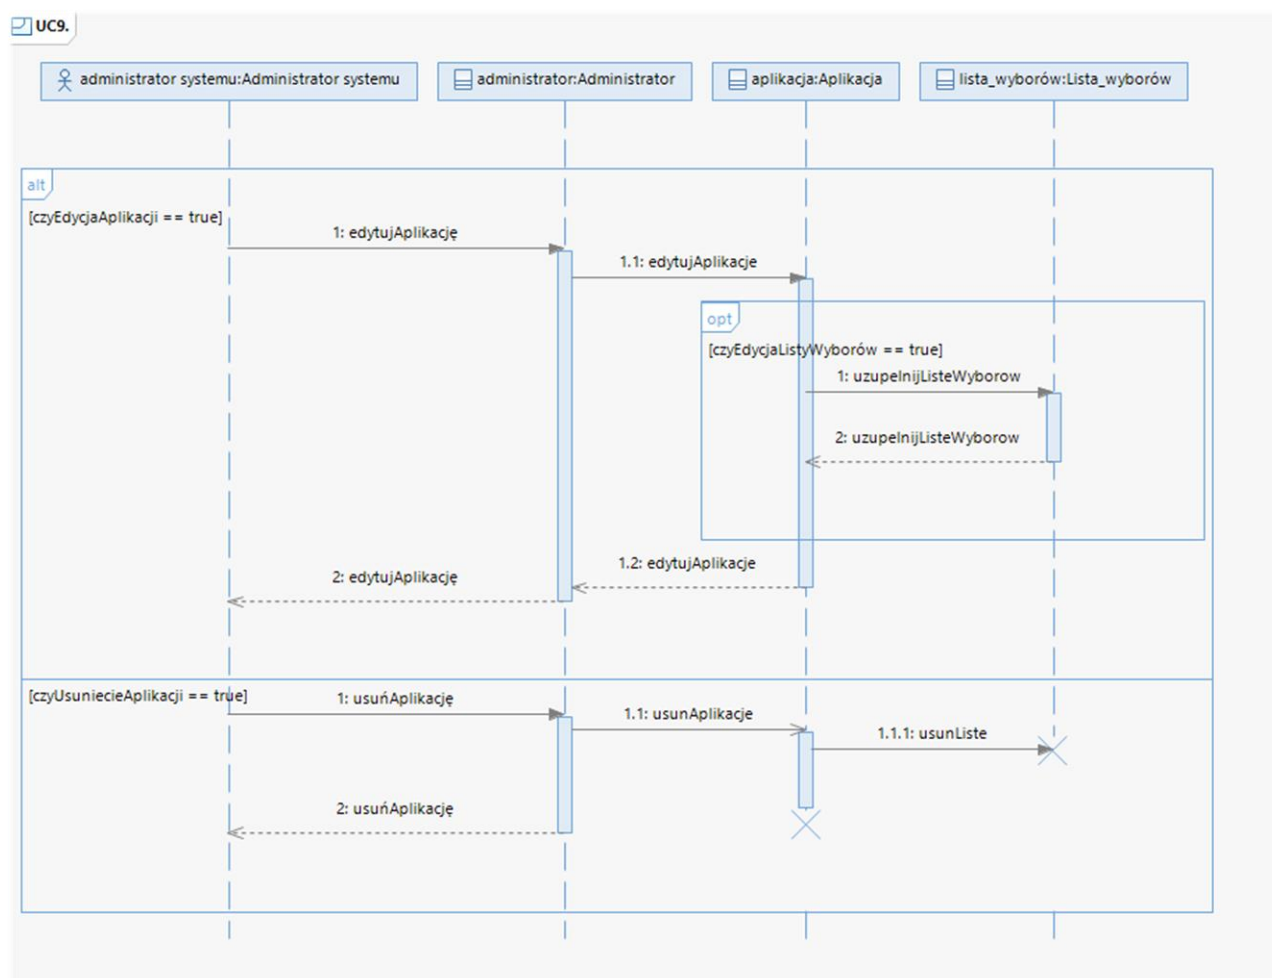 UC9.
administrator systemu:Administrator systemu
administrator:Administrator
aplikacja:Aplikacja
lista_wyborów:Lista_wyborów
alt
[czyEdycjaAplikacji == true]
1: edytujAplikację
1.1: edytujAplikacje
opt
[czyEdycjaListyWyborów == true]
1: uzupelnijListeWyborow
2: uzupelnijListeWyborow
1.2: edytujAplikacje
2: edytujAplikację
[czyUsuniecieAplikacji == true]
1: usuńAplikację
1.1: usunAplikacje
1.1.1: usunListe
2: usuńAplikację